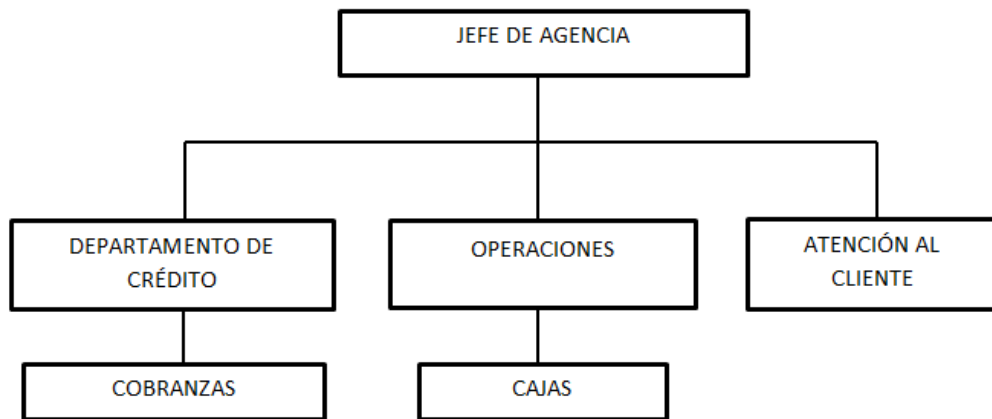 JEFE DE AGENCIA
DEPARTAMENTO DE
CRÉDITO
OPERACIONES
ATENCIÓN AL
CLIENTE
COBRANZAS
CAJAS